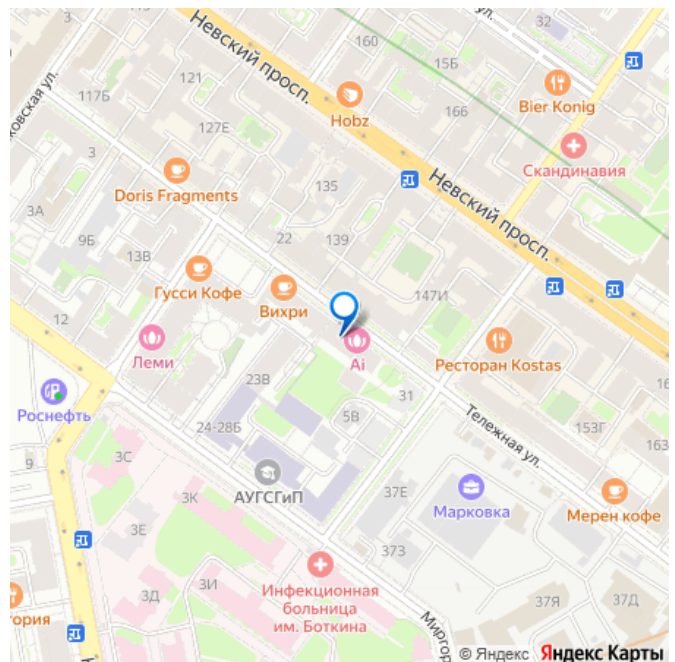 ул.
160
15Б
Невский просп.
121
Bier Konig
117Б
Hobz
166
ковская ул.
127Е
Скандинавия
3
135
Невский просп.
Doris Fragments
3А
9Б
22
139
13В
147И
Гусси Кофе
Вихри
12
Леми
Ai
Ресторан Kostas
16
23В
Роснефть
31
5В
Тележная ул.
153Г
24-28Б
163
3С
9
АУГСГиП
37Е
3К
Марковка
Мерен кофе
3Е
373
3И
Инфекционная
больница
им. Боткина
3Д
37Я
37Д
тория
Миргор
© Яндекс Яндекс Карты